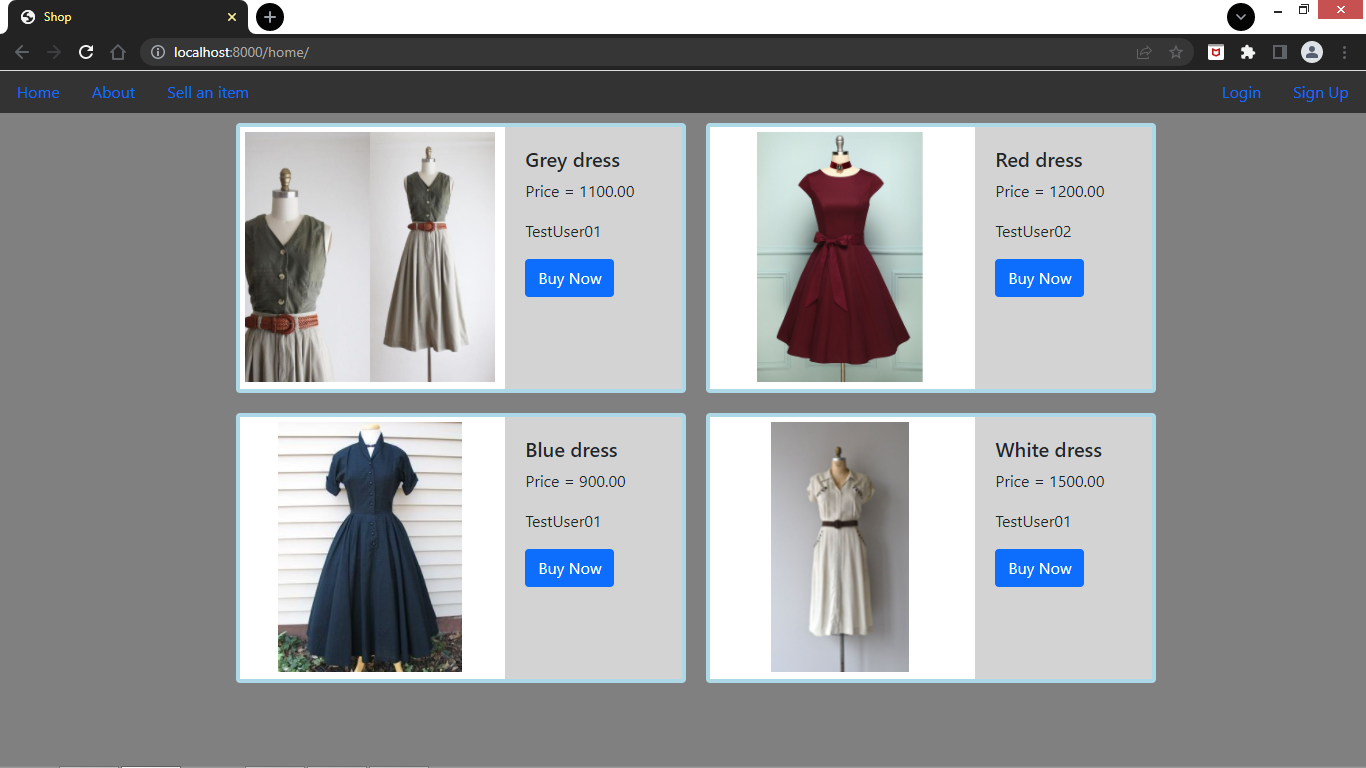 Shop
localhost:8000/home/
Home About Sell an item Login Sign Up
Grey dress
Price = 1100.00
TestUser01
Buy Now
Red dress
Price = 1200.00
TestUser02
Buy Now
Blue dress
Price = 900.00
TestUser01
Buy Now
White dress
Price = 1500.00
TestUser01
Buy Now